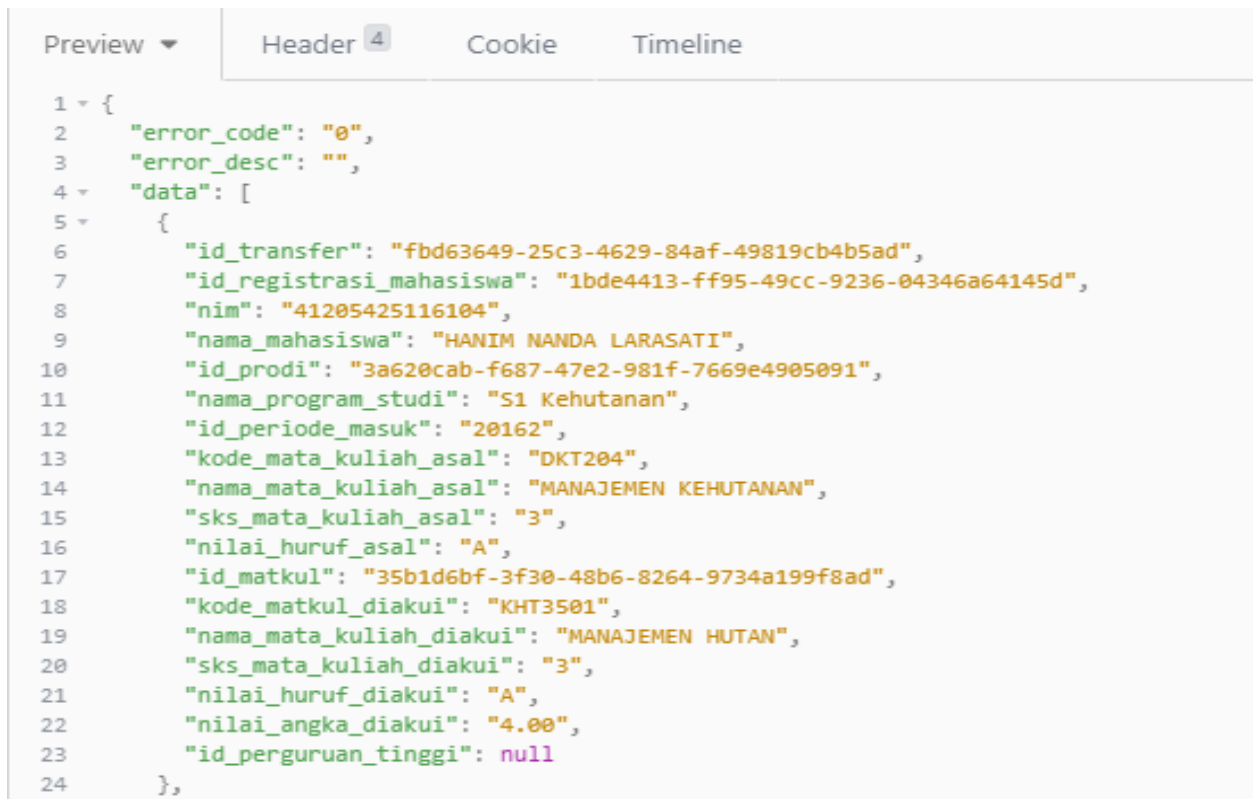 Preview Header 4 Cookie Timeline
1 {
2 "error_code": "0",
3 "error_desc": "",
4 "data": [
5 {
6 "id_transfer": "fbd63649-25c3-4629-84af-49819cb4b5ad",
7 "id_registrasi_mahasiswa": "1bde4413-ff95-49cc-9236-04346a64145d",
8 "nim": "41205425116104",
9 "nama_mahasiswa": "HANIM NANDA LARASATI",
10 "id_prodi": "3a620cab-f687-47e2-981f-7669e4905091",
11 "nama_program_studi": "S1 Kehutanan",
12 "id_periode_masuk": "20162",
13 "kode_mata_kuliah_asal": "DKT204",
14 "nama_mata_kuliah_asal": "MANAJEMEN KEHUTANAN",
15 "sks_mata_kuliah_asal": "3",
16 "nilai_huruf_asal": "A",
17 "id_matkul": "35b1d6bf-3f30-48b6-8264-9734a199f8ad",
18 "kode_matkul_diakui": "KHT3501",
19 "nama_mata_kuliah_diakui": "MANAJEMEN HUTAN",
20 "sks_mata_kuliah_diakui": "3",
21 "nilai_huruf_diakui": "A",
22 "nilai_angka_diakui": "4.00",
23 "id_perguruan_tinggi": null
24 },